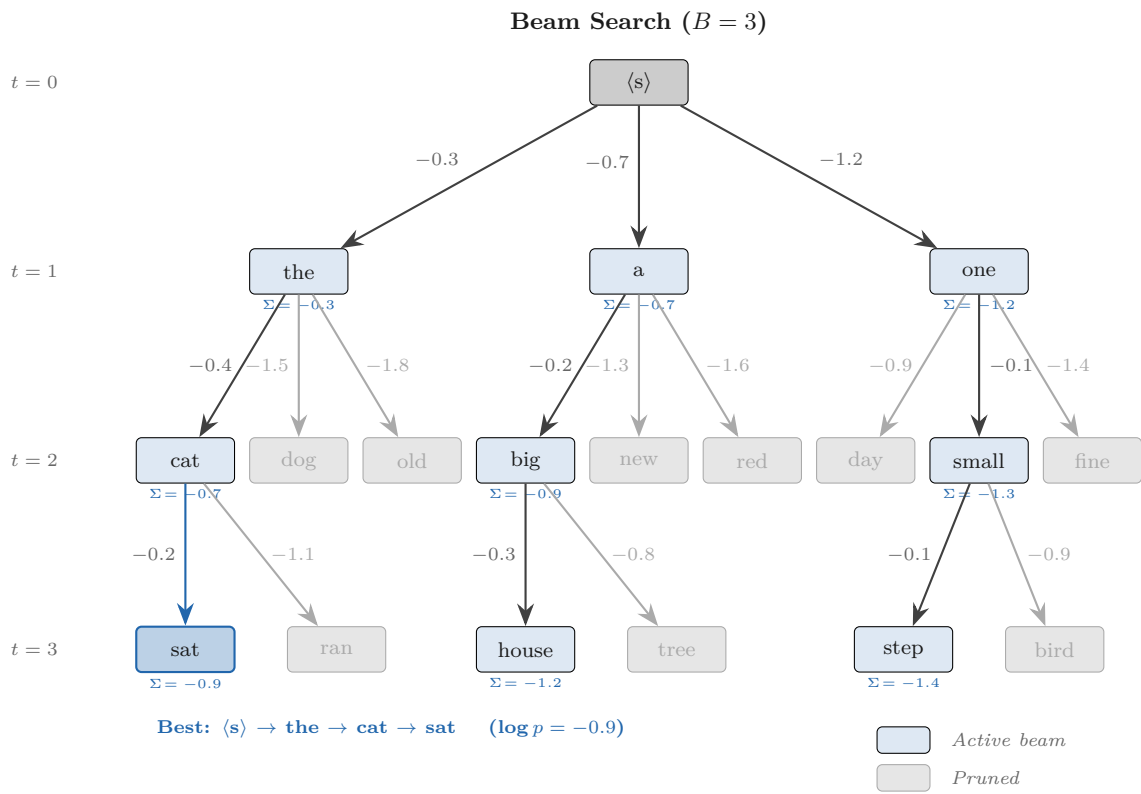 Beam Search (B = 3)
t = 0
⟨s⟩
−0.3
−0.7
−1.2
t = 1
the
a
one
Σ = −0.3
Σ = −0.7
Σ = −1.2
−0.4
−1.5
−1.8
−0.2
−1.3
−1.6
−0.9
−0.1
−1.4
t = 2
cat
dog
old
big
new
red
day
small
fine
Σ = −0.7
Σ = −0.9
Σ = −1.3
−0.2
−1.1
−0.3
−0.8
−0.1
−0.9
t = 3
sat
ran
house
tree
step
bird
Σ = −0.9
Σ = −1.2
Σ = −1.4
Best: ⟨s⟩ → the → cat → sat (log p = −0.9)
Active beam
Pruned